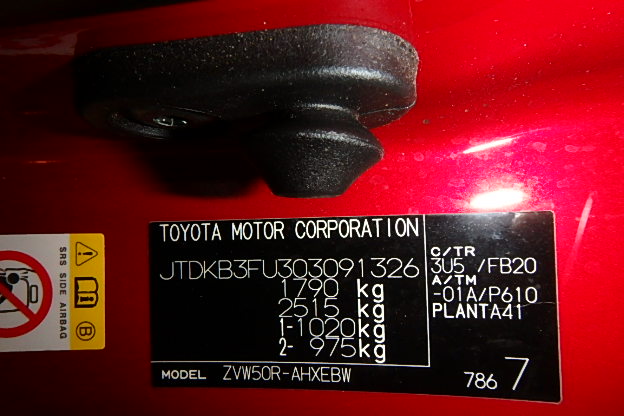 TOYOTA MOTOR CORPORATION
JTDKB3FU303091326
1790 kg
2515 kg
1-1020kg
2- 975kg
C/TR
3U5 /FB20
A/TM
-01A/P610
PLANTA41
MODEL ZVW50R-AHXEBW
786 7
SRS SIDE AIRBAG
B